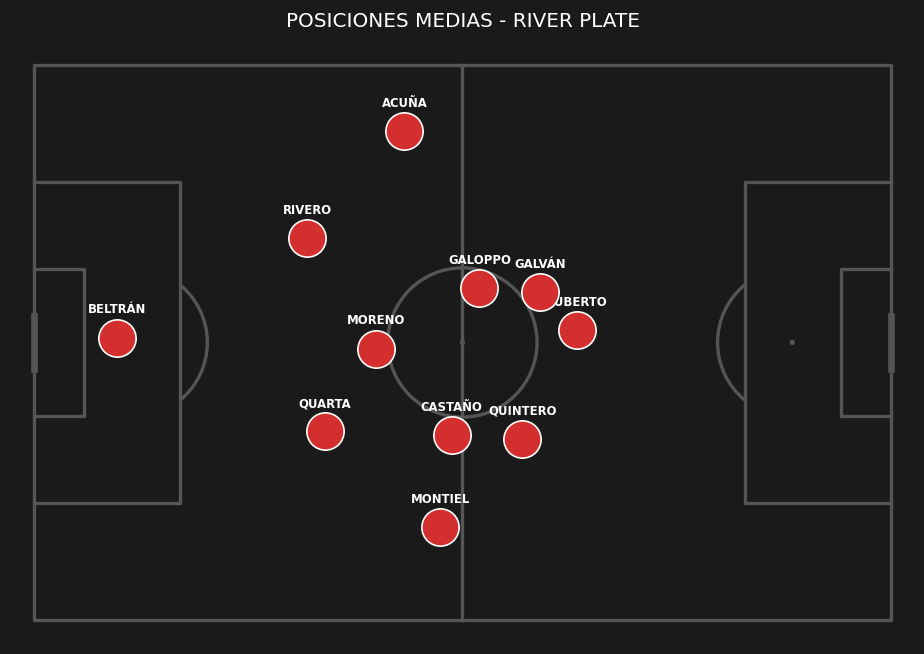 POSICIONES MEDIAS - RIVER PLATE
ACUÑA
RIVERO
GALOPPO
GALVÁN
UBERTO
BELTRÁN
MORENO
QUARTA
CASTAÑO
QUINTERO
MONTIEL